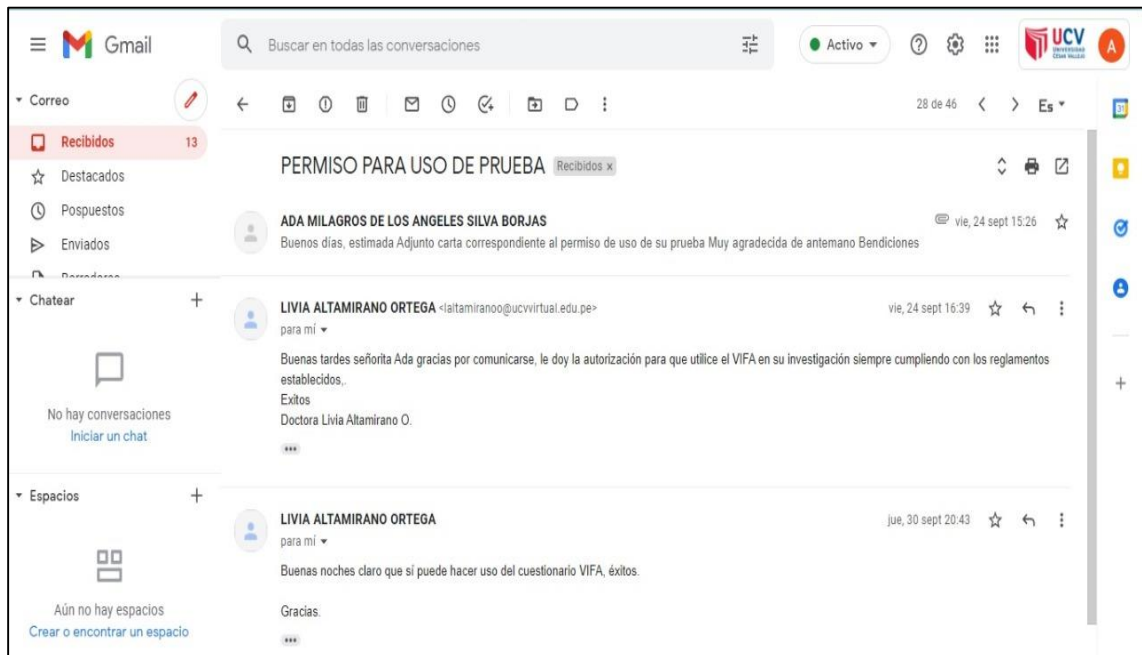 Gmail
Buscar en todas las conversaciones
Activo
UCV
UNIVERSIDAD
CÉSAR VALLEJO
A
Correo
Recibidos 13
Destacados
Pospuestos
Enviados
Borradores
Chatear
No hay conversaciones
Iniciar un chat
Espacios
Aún no hay espacios
Crear o encontrar un espacio
28 de 46
Es
31
PERMISO PARA USO DE PRUEBA Recibidos x
ADA MILAGROS DE LOS ANGELES SILVA BORJAS vie, 24 sept 15:26
Buenos días, estimada Adjunto carta correspondiente al permiso de uso de su prueba Muy agradecida de antemano Bendiciones
LIVIA ALTAMIRANO ORTEGA <laltamiranoo@ucvvirtual.edu.pe> vie, 24 sept 16:39
para mí
Buenas tardes señorita Ada gracias por comunicarse, le doy la autorización para que utilice el VIFA en su investigación siempre cumpliendo con los reglamentos
establecidos,.
Exitos
Doctora Livia Altamirano O.
LIVIA ALTAMIRANO ORTEGA jue, 30 sept 20:43
para mí
Buenas noches claro que sí puede hacer uso del cuestionario VIFA, éxitos.
Gracias.